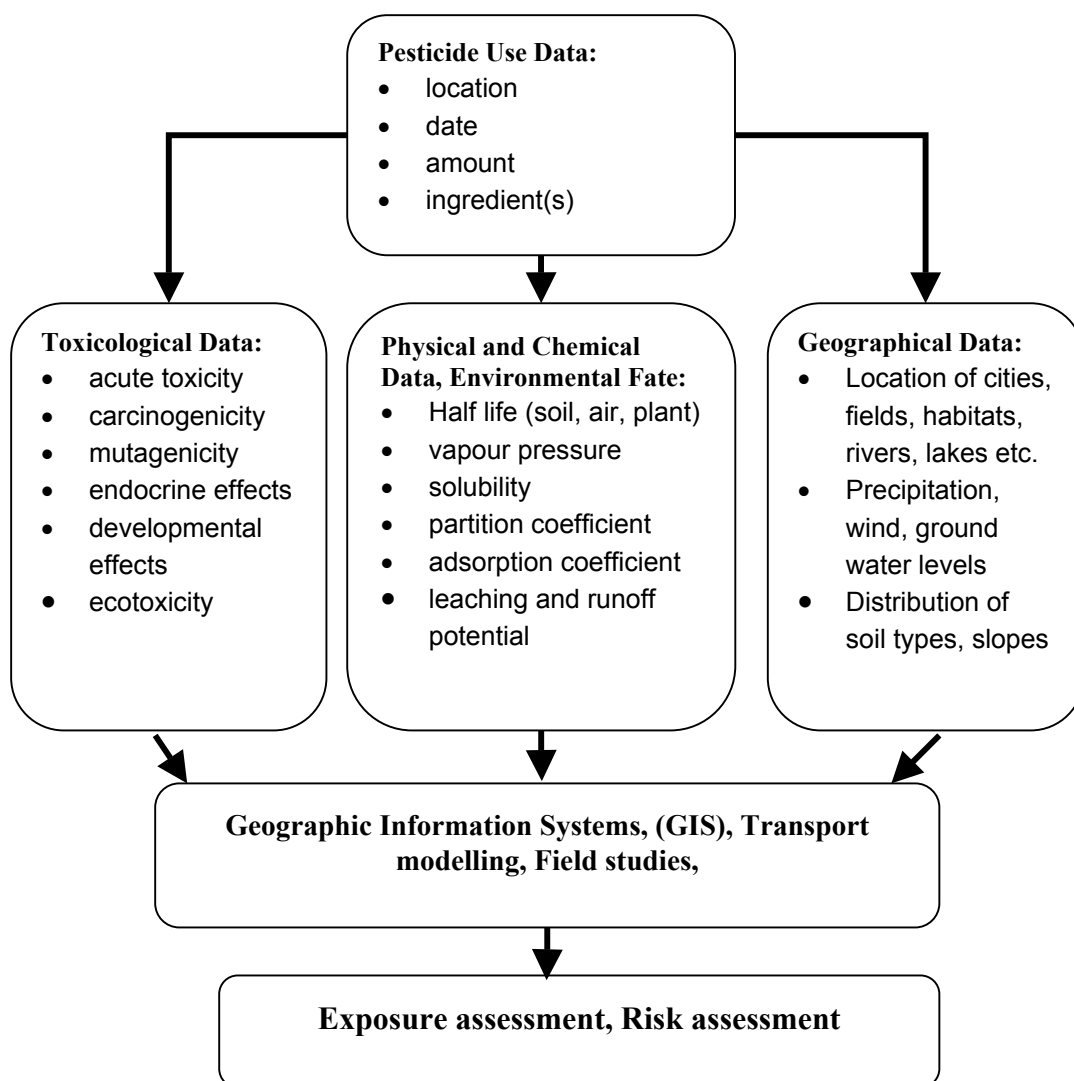 Pesticide Use Data:
• location
• date
• amount
• ingredient(s)
Toxicological Data:
• acute toxicity
• carcinogenicity
• mutagenicity
• endocrine effects
• developmental
effects
• ecotoxicity
Physical and Chemical
Data, Environmental Fate:
• Half life (soil, air, plant)
• vapour pressure
• solubility
• partition coefficient
• adsorption coefficient
• leaching and runoff
potential
Geographical Data:
• Location of cities,
fields, habitats,
rivers, lakes etc.
• Precipitation,
wind, ground
water levels
• Distribution of
soil types, slopes
Geographic Information Systems, (GIS), Transport
modelling, Field studies,
Exposure assessment, Risk assessment